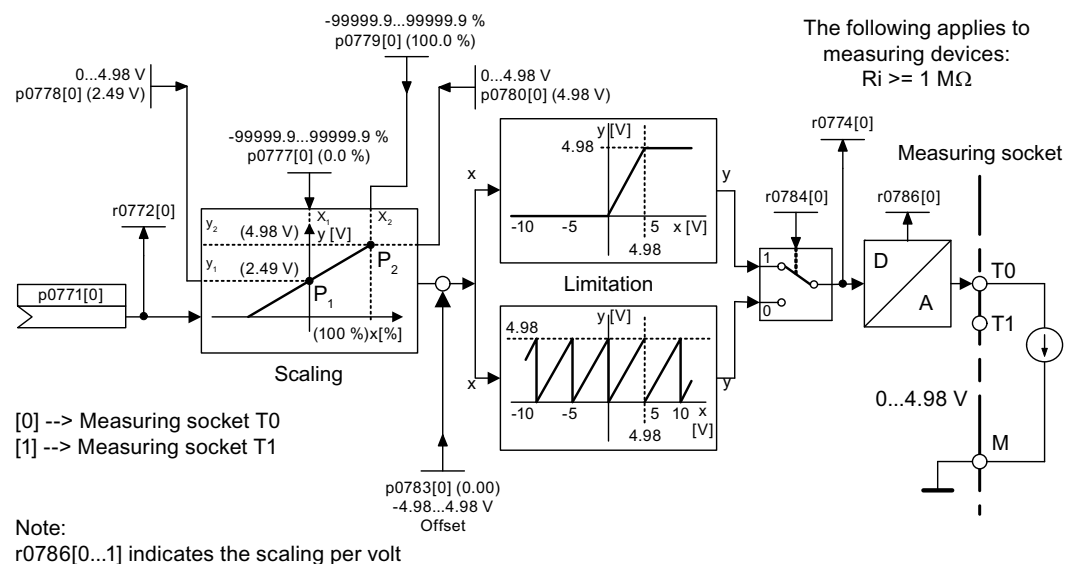 -99999.9...99999.9 %
p0779[0] (100.0 %)
The following applies to
measuring devices:
Ri >= 1 MΩ
0...4.98 V
p0778[0] (2.49 V)
0...4.98 V
p0780[0] (4.98 V)
-99999.9...99999.9 %
p0777[0] (0.0 %)
r0772[0]
y2
(4.98 V)
X1
y [V]
X2
P2
y1
(2.49 V)
P1
(100 %)
x[%]
Scaling
p0771[0]
x
y [V]
4.98
-10
-5
5
x [V]
4.98
y
Limitation
x
y [V]
4.98
-10
-5
5
10
x
[V]
4.98
y
r0774[0]
r0784[0]
1
0
r0786[0]
D
A
Measuring socket
T0
T1
0...4.98 V
M
[0] --> Measuring socket T0
[1] --> Measuring socket T1
p0783[0] (0.00)
-4.98...4.98 V
Offset
Note:
r0786[0...1] indicates the scaling per volt